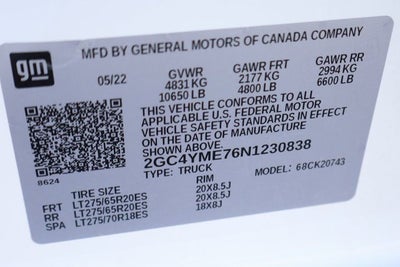 gm
MFD BY GENERAL MOTORS OF CANADA COMPANY
05/22 GVWR GAWR FRT GAWR RR
4831 KG 2177 KG 2994 KG
10650 LB 4800 LB 6600 LB
THIS VEHICLE CONFORMS TO ALL
APPLICABLE U.S. FEDERAL MOTOR
VEHICLE SAFETY STANDARDS IN EFFECT
ON THE DATE OF MANUFACTURE
2GC4YME76N1230838
8624 TYPE: TRUCK MODEL: 68CK20743
TIRE SIZE RIM
FRT LT275/65R20ES 20X8.5J
RR LT275/65R20ES 20X8.5J
SPA LT275/70R18ES 18X8J